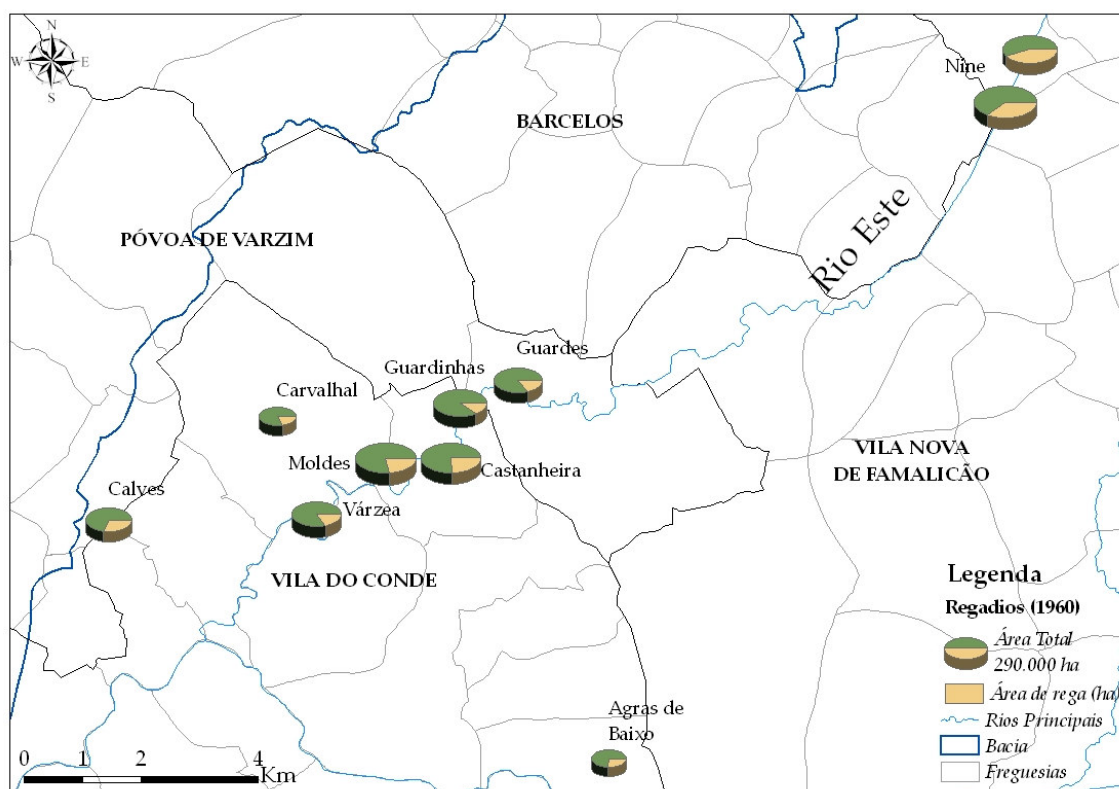 N
W E
S
Nine
BARCELOS
Rio Este
PÓVOA DE VARZIM
Guardes
Guardinhas
Carvalhal
Moldes
Castanheira
VILA NOVA
DE FAMALICÃO
Calves
Várzea
VILA DO CONDE
Legenda
Regadios (1960)
Área Total
290.000 ha
Área de rega (ha)
Rios Principais
Bacia
Freguesias
Agras de
Baixo
0 1 2 4
Km